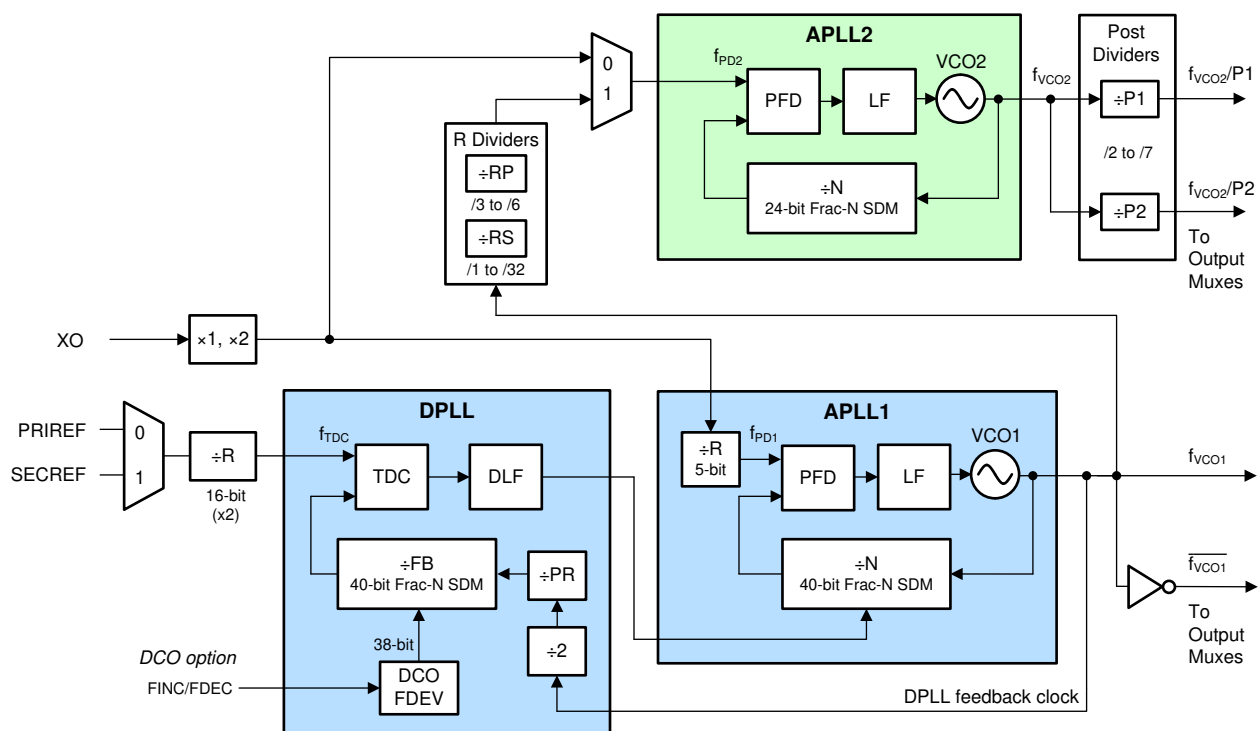 APLL2
Post
Dividers
0
1
f_PD2
VCO2
f_VCO2
f_VCO2/P1
PFD
LF
÷P1
R Dividers
÷RP
/3 to /6
÷RS
/1 to /32
÷N
24-bit Frac-N SDM
/2 to /7
f_VCO2/P2
÷P2
To
Output
Muxes
XO
×1, ×2
DPLL
APLL1
PRIREF
SECREF
0
1
÷R
16-bit
(x2)
f_TDC
TDC
DLF
÷R
5-bit
f_PD1
VCO1
PFD
LF
f_VCO1
÷FB
40-bit Frac-N SDM
÷PR
÷N
40-bit Frac-N SDM
f_VCO1
38-bit
÷2
To
Output
Muxes
DCO option
FINC/FDEC
DCO
FDEV
DPLL feedback clock